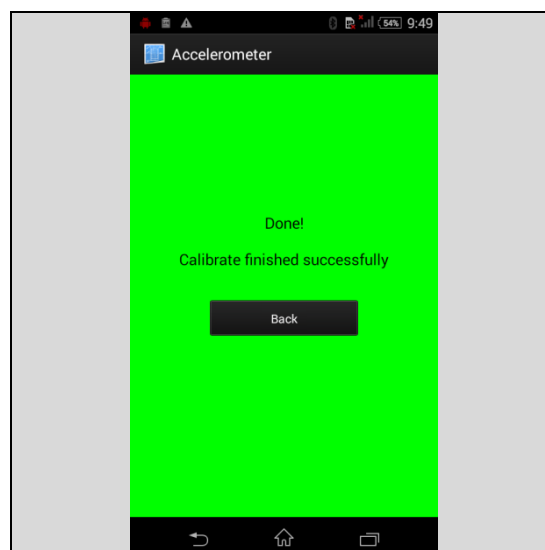 54% 9:49
Accelerometer
Done!
Calibrate finished successfully
Back